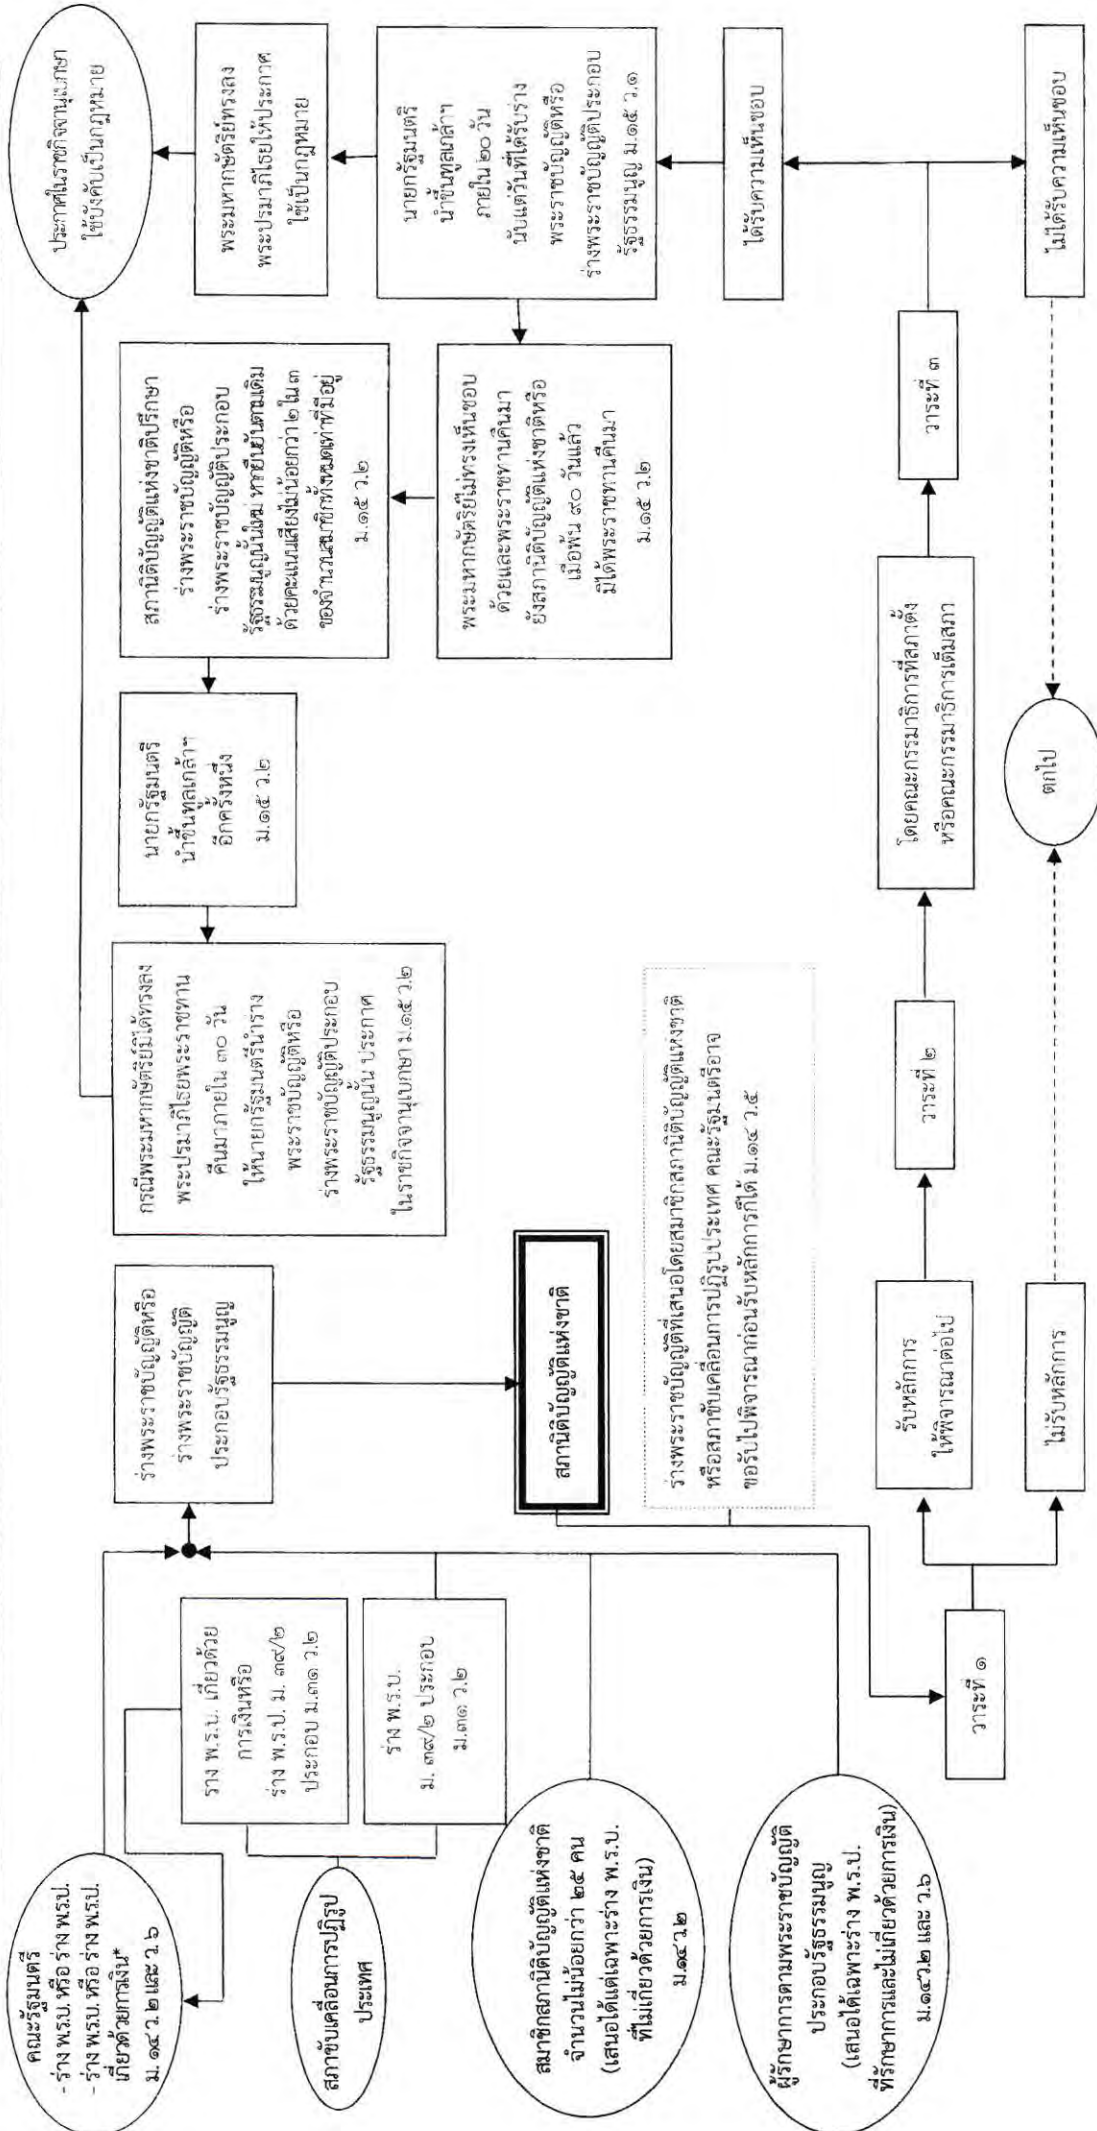 คณะรัฐมนตรี
- ร่าง พ.ร.บ. หรือ ร่าง พ.ร.ป.
- ร่าง พ.ร.บ. หรือ ร่าง พ.ร.ป.
เกี่ยวด้วยการเงิน*
ม. ๑๔ ว. ๒ และ ว. ๖
สภาขับเคลื่อนการปฏิรูป
ประเทศ
สมาชิกสภานิติบัญญัติแห่งชาติ
จำนวนไม่น้อยกว่า ๒๕ คน
(เสนอได้แต่เฉพาะร่าง พ.ร.บ.
ที่ไม่เกี่ยวด้วยการเงิน)
ม.๑๔ ว.๒
ผู้รักษาการตามพระราชบัญญัติ
ประกอบรัฐธรรมนูญ
(เสนอได้เฉพาะร่าง พ.ร.ป.
ที่รักษาการและไม่เกี่ยวด้วยการเงิน)
ม.๑๔ ว.๒ และ ว.๖
ร่าง พ.ร.บ. เกี่ยวด้วย
การเงินหรือ
ร่าง พ.ร.ป. ม. ๓๙/๒
ประกอบ ม.๓๑ ว.๒
ร่าง พ.ร.บ.
ม. ๓๙/๒ ประกอบ
ม.๓๑ ว.๒
ร่างพระราชบัญญัติหรือ
ร่างพระราชบัญญัติ
ประกอบรัฐธรรมนูญ
สภานิติบัญญัติแห่งชาติ
ร่างพระราชบัญญัติที่เสนอโดยสมาชิกสภานิติบัญญัติแห่งชาติ
หรือสภาขับเคลื่อนการปฏิรูปประเทศ คณะรัฐมนตรีอาจ
ขอรับไปพิจารณาก่อนรับหลักการก็ได้ ม.๑๔ ว.๕
วาระที่ ๑
รับหลักการ
ให้พิจารณาต่อไป
ไม่รับหลักการ
วาระที่ ๒
โดยคณะกรรมาธิการที่สภาตั้ง
หรือคณะกรรมาธิการเต็มสภา
ตกไป
วาระที่ ๓
ได้รับความเห็นชอบ
ไม่ได้รับความเห็นชอบ
นายกรัฐมนตรี
นำขึ้นทูลเกล้าฯ
ภายใน ๒๐ วัน
นับแต่วันที่ได้รับร่าง
พระราชบัญญัติหรือ
ร่างพระราชบัญญัติประกอบ
รัฐธรรมนูญ ม.๑๕ ว.๑
พระมหากษัตริย์ทรงลง
พระปรมาภิไธยให้ประกาศ
ใช้เป็นกฎหมาย
ประกาศในราชกิจจานุเบกษา
ใช้บังคับเป็นกฎหมาย
พระมหากษัตริย์ไม่ทรงเห็นชอบ
ด้วยและพระราชทานคืนมา
ยังสภานิติบัญญัติแห่งชาติหรือ
เมื่อพ้น ๙๐ วันแล้ว
มิได้พระราชทานคืนมา
ม.๑๕ ว.๒
สภานิติบัญญัติแห่งชาติปรึกษา
ร่างพระราชบัญญัติหรือ
ร่างพระราชบัญญัติประกอบ
รัฐธรรมนูญนั้นใหม่ หากยืนยันตามเดิม
ด้วยคะแนนเสียงไม่น้อยกว่า ๒ ใน ๓
ของจำนวนสมาชิกทั้งหมดเท่าที่มีอยู่
ม.๑๕ ว.๒
นายกรัฐมนตรี
นำขึ้นทูลเกล้าฯ
อีกครั้งหนึ่ง
ม.๑๕ ว.๒
กรณีพระมหากษัตริย์มิได้ทรงลง
พระปรมาภิไธยพระราชทาน
คืนมาภายใน ๓๐ วัน
ให้นายกรัฐมนตรีนำร่าง
พระราชบัญญัติหรือ
ร่างพระราชบัญญัติประกอบ
รัฐธรรมนูญนั้น ประกาศ
ในราชกิจจานุเบกษา ม.๑๕ ว.๒